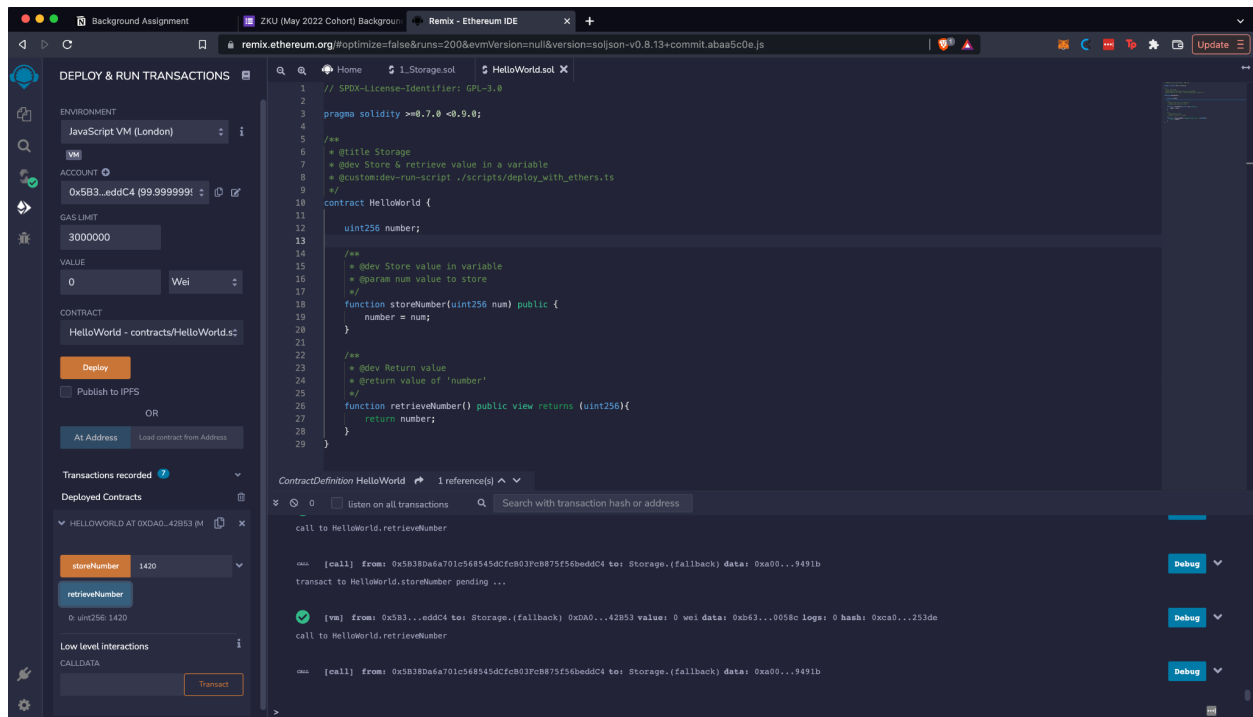 Background Assignment
ZKU (May 2022 Cohort) Backgroun
Remix - Ethereum IDE
remix.ethereum.org/#optimize=false&runs=200&evmVersion=null&version=soljson-v0.8.13+commit.abaa5c0e.js
Update
DEPLOY & RUN TRANSACTIONS
ENVIRONMENT
JavaScript VM (London)
VM
ACCOUNT
0x5B3...eddC4 (99.9999999
GAS LIMIT
3000000
VALUE
0
Wei
CONTRACT
HelloWorld - contracts/HelloWorld.s
Deploy
Publish to IPFS
OR
At Address
Load contract from Address
Transactions recorded 7
Deployed Contracts
HELLOWORLD AT 0XDA0...42B53 (M
storeNumber
1420
retrieveNumber
0: uint256: 1420
Low level interactions
CALLDATA
Transact
Home
1_Storage.sol
HelloWorld.sol
1 // SPDX-License-Identifier: GPL-3.0
2
3 pragma solidity >=0.7.0 <0.9.0;
4
5 /**
6 * @title Storage
7 * @dev Store & retrieve value in a variable
8 * @custom:dev-run-script ./scripts/deploy_with_ethers.ts
9 */
10 contract HelloWorld {
11
12 uint256 number;
13
14 /**
15 * @dev Store value in variable
16 * @param num value to store
17 */
18 function storeNumber(uint256 num) public {
19 number = num;
20 }
21
22 /**
23 * @dev Return value
24 * @return value of 'number'
25 */
26 function retrieveNumber() public view returns (uint256){
27 return number;
28 }
29 }
ContractDefinition HelloWorld 1 reference(s)
0
listen on all transactions
Search with transaction hash or address
call to HelloWorld.retrieveNumber
CALL [call] from: 0x5B38Da6a701c568545dCfcB03FcB875f56beddC4 to: Storage.(fallback) data: 0xa00...9491b
Debug
transact to HelloWorld.storeNumber pending ...
[vm] from: 0x5B3...eddC4 to: Storage.(fallback) 0xDA0...42B53 value: 0 wei data: 0xb63...0058c logs: 0 hash: 0xca0...253de
Debug
call to HelloWorld.retrieveNumber
CALL [call] from: 0x5B38Da6a701c568545dCfcB03FcB875f56beddC4 to: Storage.(fallback) data: 0xa00...9491b
Debug
>